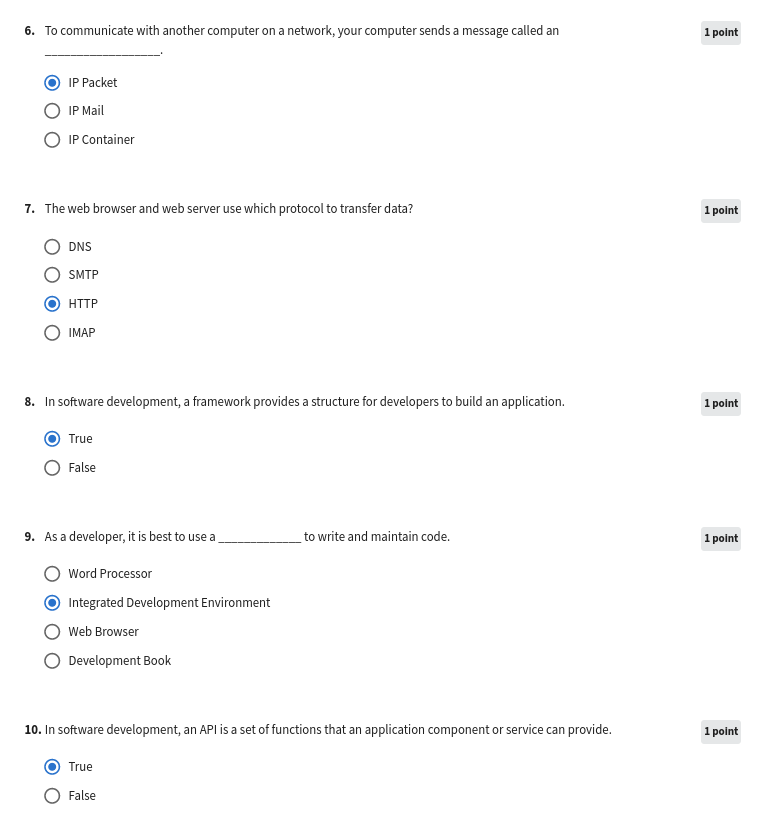 6. To communicate with another computer on a network, your computer sends a message called an
__________________.
1 point
IP Packet
IP Mail
IP Container
7. The web browser and web server use which protocol to transfer data?
1 point
DNS
SMTP
HTTP
IMAP
8. In software development, a framework provides a structure for developers to build an application.
1 point
True
False
9. As a developer, it is best to use a _____________ to write and maintain code.
1 point
Word Processor
Integrated Development Environment
Web Browser
Development Book
10. In software development, an API is a set of functions that an application component or service can provide.
1 point
True
False